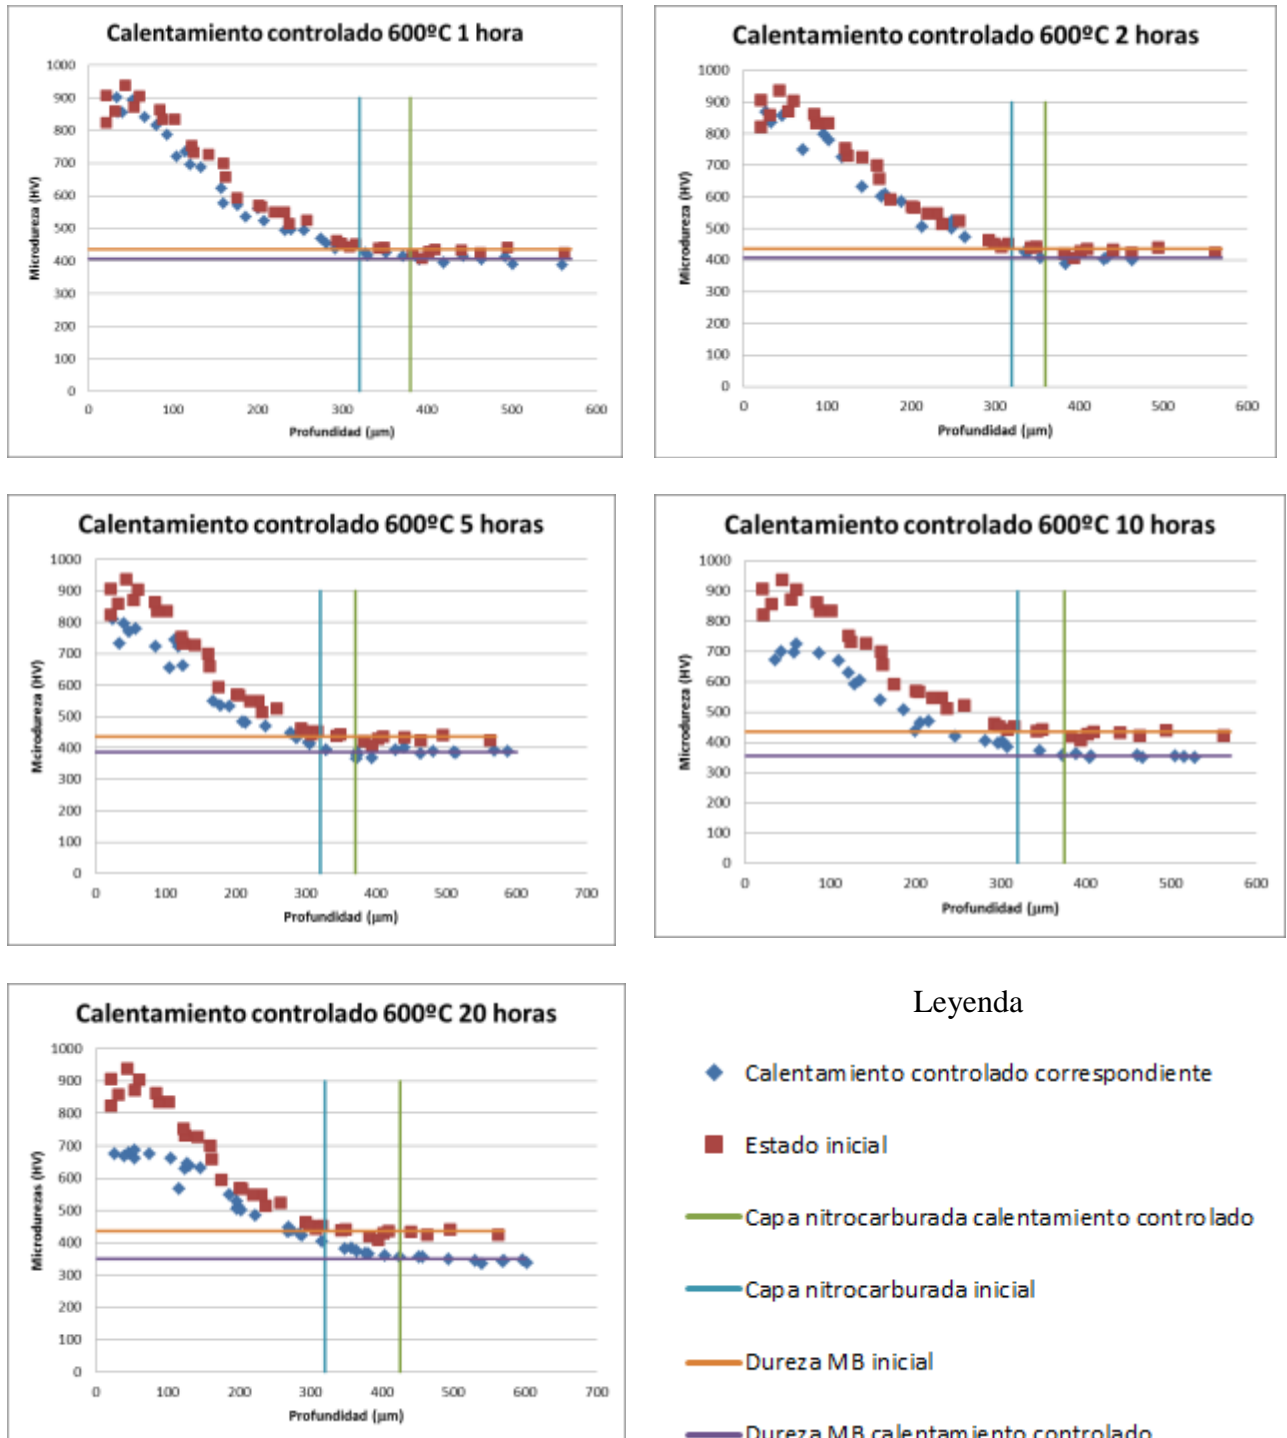 Calentamiento controlado 600ºC 1 hora
1000
900
800
700
600
500
400
300
200
100
0
Microdureza (HV)
0 100 200 300 400 500 600
Profundidad (µm)
Calentamiento controlado 600ºC 2 horas
1000
900
800
700
600
500
400
300
200
100
0
Microdureza (HV)
0 100 200 300 400 500 600
Profundidad (µm)
Calentamiento controlado 600ºC 5 horas
1000
900
800
700
600
500
400
300
200
100
0
Mcirodureza (HV)
0 100 200 300 400 500 600 700
Profundidad (µm)
Calentamiento controlado 600ºC 10 horas
1000
900
800
700
600
500
400
300
200
100
0
Microdureza (HV)
0 100 200 300 400 500 600
Profundidad (µm)
Calentamiento controlado 600ºC 20 horas
1000
900
800
700
600
500
400
300
200
100
0
Microdurezas (HV)
0 100 200 300 400 500 600 700
Profundidad (µm)
Leyenda
Calentamiento controlado correspondiente
Estado inicial
Capa nitrocarburada calentamiento controlado
Capa nitrocarburada inicial
Dureza MB inicial
Dureza MB calentamiento controlado